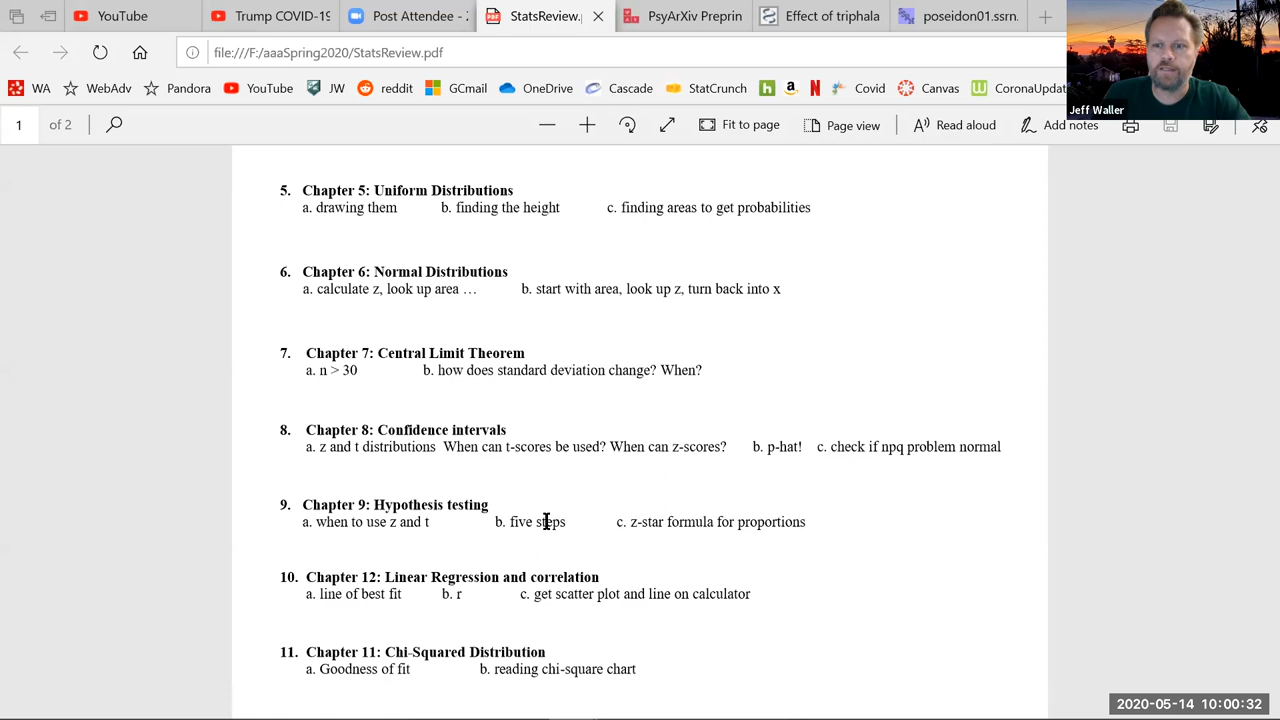 YouTube
Trump COVID-19
Post Attendee - Z
StatsReview.
PsyArXiv Preprin
Effect of triphala
poseidon01.ssrn.
file:///F:/aaaSpring2020/StatsReview.pdf
WA
WebAdv
Pandora
YouTube
JW
reddit
GCmail
OneDrive
Cascade
StatCrunch
h
a
N
Covid
Canvas
W
CoronaUpdat
Jeff Waller
1 of 2
Fit to page
Page view
Read aloud
Add notes
5. Chapter 5: Uniform Distributions
a. drawing them b. finding the height c. finding areas to get probabilities
6. Chapter 6: Normal Distributions
a. calculate z, look up area … b. start with area, look up z, turn back into x
7. Chapter 7: Central Limit Theorem
a. n > 30 b. how does standard deviation change? When?
8. Chapter 8: Confidence intervals
a. z and t distributions When can t-scores be used? When can z-scores? b. p-hat! c. check if npq problem normal
9. Chapter 9: Hypothesis testing
a. when to use z and t b. five steps c. z-star formula for proportions
10. Chapter 12: Linear Regression and correlation
a. line of best fit b. r c. get scatter plot and line on calculator
11. Chapter 11: Chi-Squared Distribution
a. Goodness of fit b. reading chi-square chart
2020-05-14 10:00:32